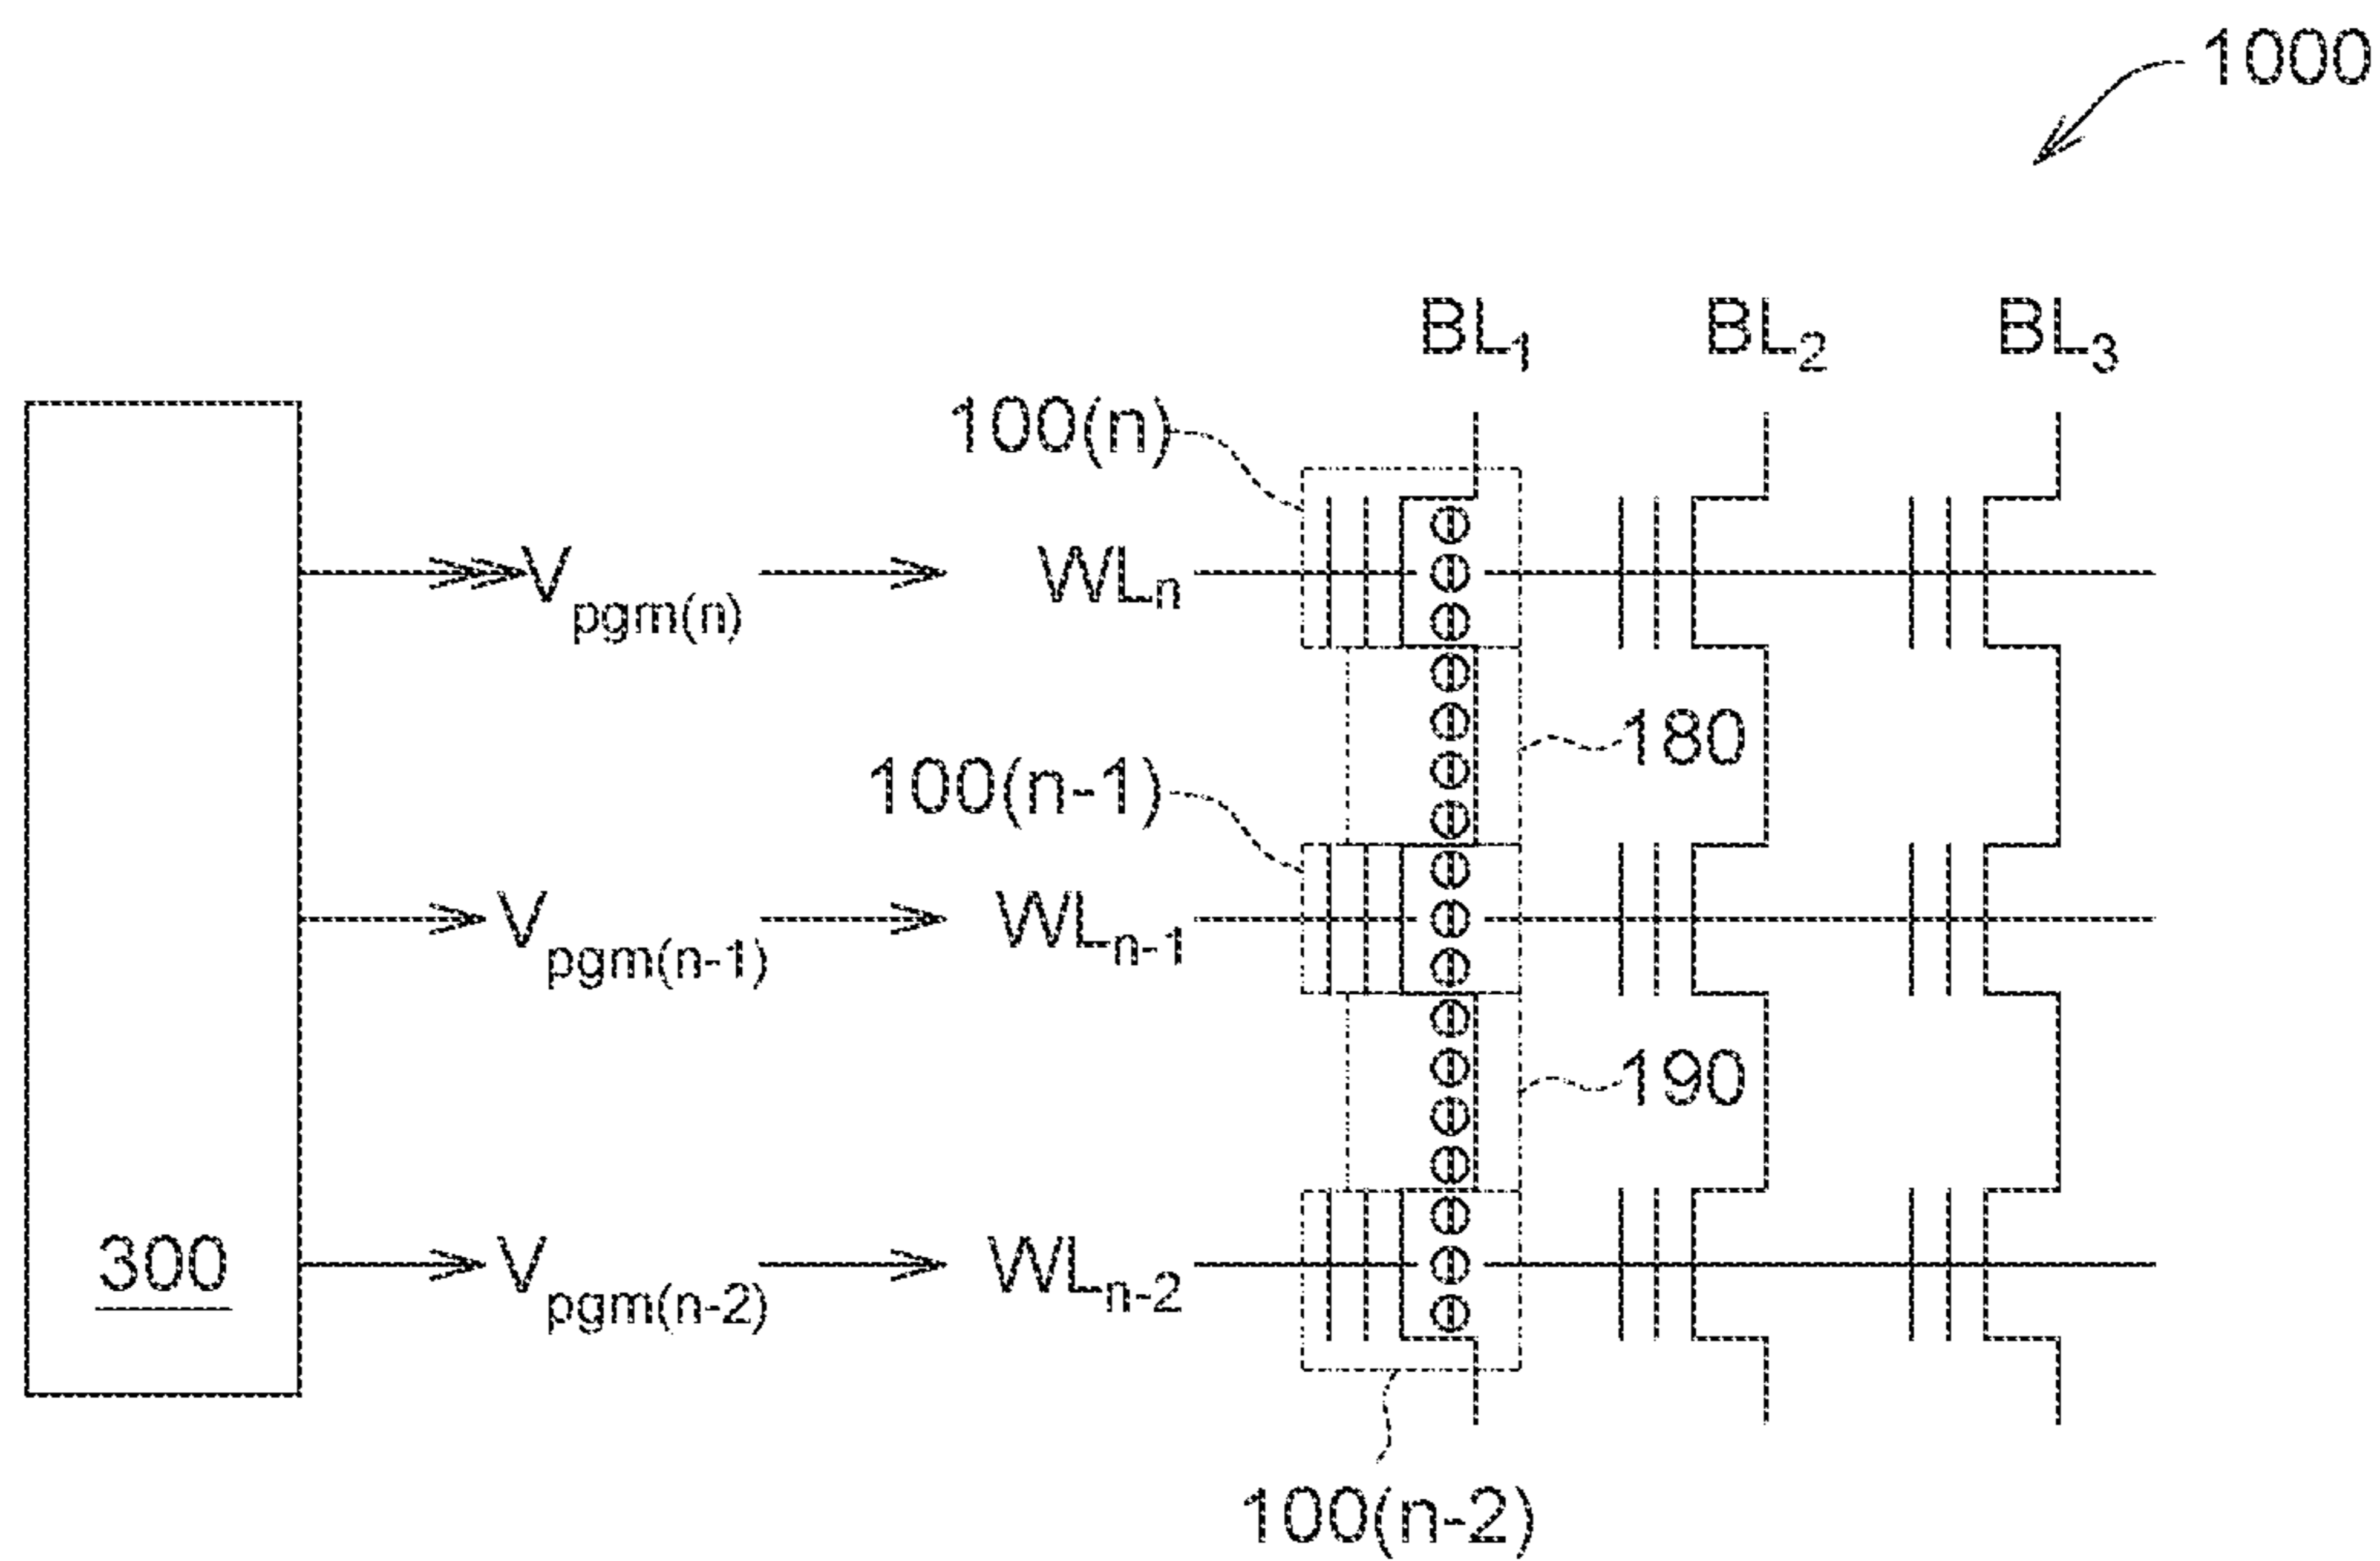 1000
BL1 BL2 BL3
100(n)
Vpgm(n) WLn
180
100(n-1)
Vpgm(n-1) WLn-1
190
300 Vpgm(n-2) WLn-2
100(n-2)